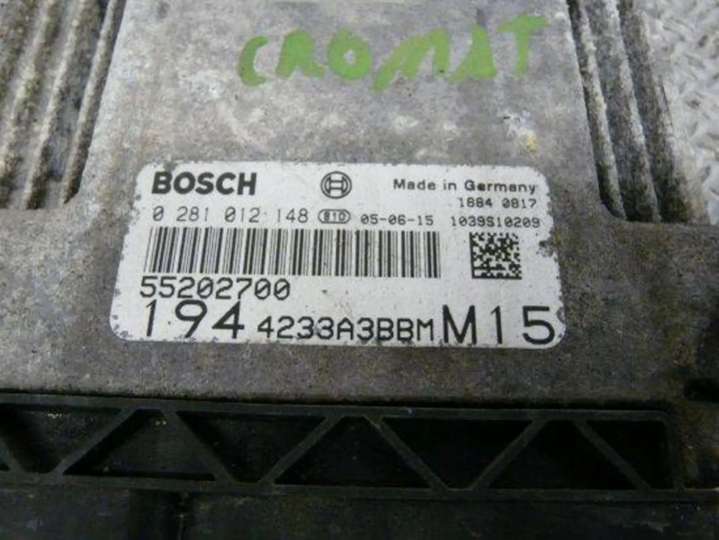 CROMAT
BOSCH Made in Germany
1884 0817
0 281 012 148 810 05-06-15 1039S10209
55202700
194 4233A3BBM M15